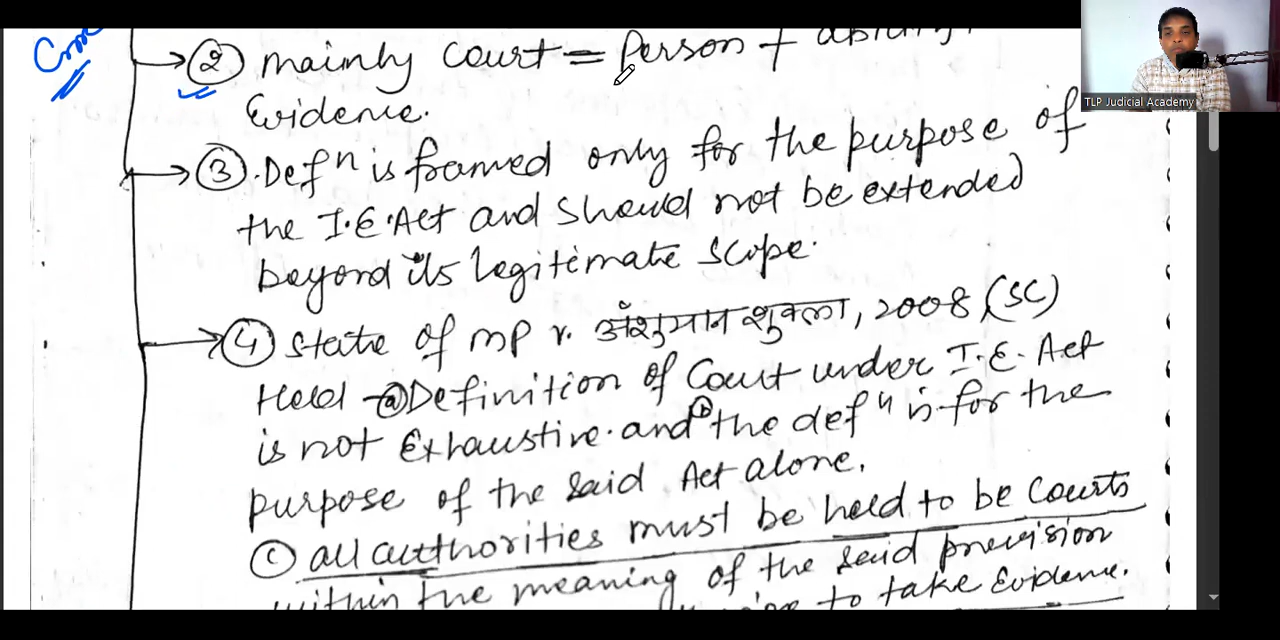 ② mainly Court = Person + ability
Evidence.
③. Defⁿ is framed only for the purpose of
the I.E.Act and should not be extended
beyond its legitimate scope.
④ State of MP v. अंशुमान शुक्ला, 2008 (SC)
Held - ⓐ Definition of Court under I.E. Act
is not Exhaustive. and ⓑ the defⁿ is for the
purpose of the said Act alone.
ⓒ all authorities must be held to be Courts
within the meaning of the said provision
to take Evidence.
TLP Judicial Academy